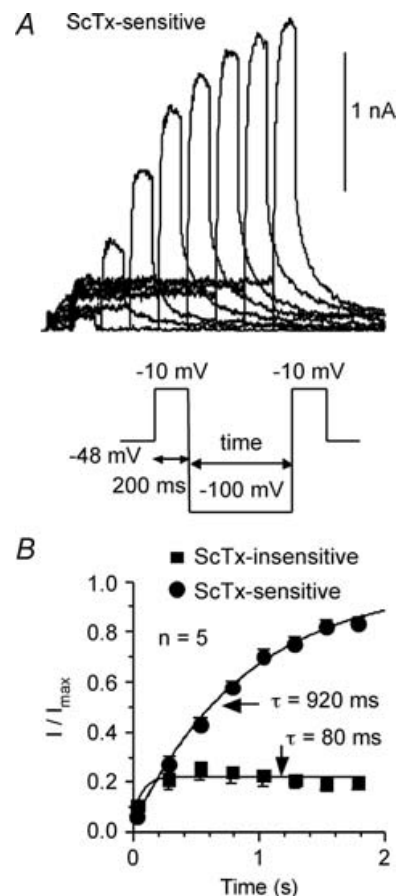 A ScTx-sensitive
1 nA
-10 mV -10 mV
-48 mV time
200 ms -100 mV
B ■ ScTx-insensitive
● ScTx-sensitive
1.0
n = 5
0.8
0.6
τ = 920 ms
τ = 80 ms
0.4
0.2
0.0
I / Imax
0 1 2
Time (s)